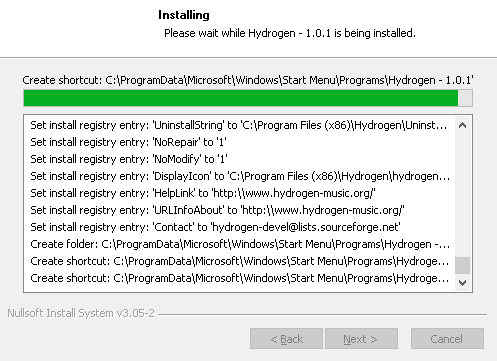 Installing
Please wait while Hydrogen - 1.0.1 is being installed.
Create shortcut: C:\ProgramData\Microsoft\Windows\Start Menu\Programs\Hydrogen - 1.0.1'
Set install registry entry: 'UninstallString' to 'C:\Program Files (x86)\Hydrogen\Uninst...
Set install registry entry: 'NoRepair' to '1'
Set install registry entry: 'NoModify' to '1'
Set install registry entry: 'DisplayIcon' to 'C:\Program Files (x86)\Hydrogen\hydrogen...
Set install registry entry: 'HelpLink' to 'http:\\www.hydrogen-music.org/'
Set install registry entry: 'URLInfoAbout' to 'http:\\www.hydrogen-music.org/'
Set install registry entry: 'Contact' to 'hydrogen-devel@lists.sourceforge.net'
Create folder: C:\ProgramData\Microsoft\Windows\Start Menu\Programs\Hydrogen -...
Create shortcut: C:\ProgramData\Microsoft\Windows\Start Menu\Programs\Hydroge...
Create shortcut: C:\ProgramData\Microsoft\Windows\Start Menu\Programs\Hydroge...
Nullsoft Install System v3.05-2
< Back Next > Cancel